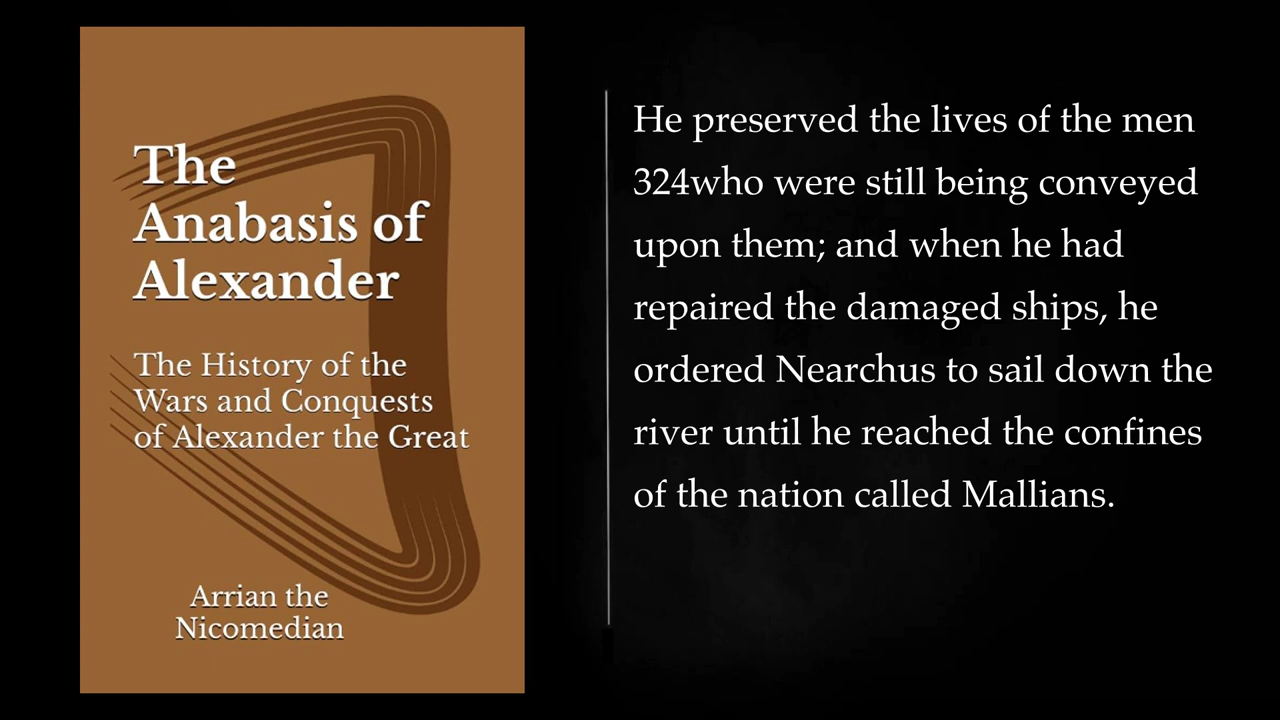 The
Anabasis of
Alexander
The History of the
Wars and Conquests
of Alexander the Great
Arrian the
Nicomedian
He preserved the lives of the men
324who were still being conveyed
upon them; and when he had
repaired the damaged ships, he
ordered Nearchus to sail down the
river until he reached the confines
of the nation called Mallians.